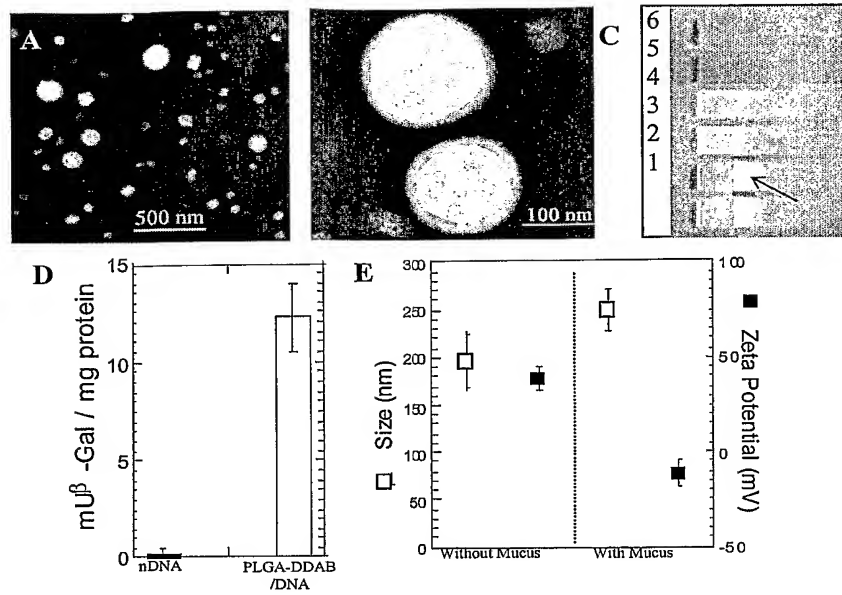 A
500 nm
100 nm
C
6
5
4
3
2
1
D
mUβ -Gal / mg protein
15
10
5
0
nDNA
PLGA-DDAB
/DNA
E
Size (nm)
300
250
200
150
100
50
0
Without Mucus
With Mucus
100
50
0
-50
Zeta Potential (mV)